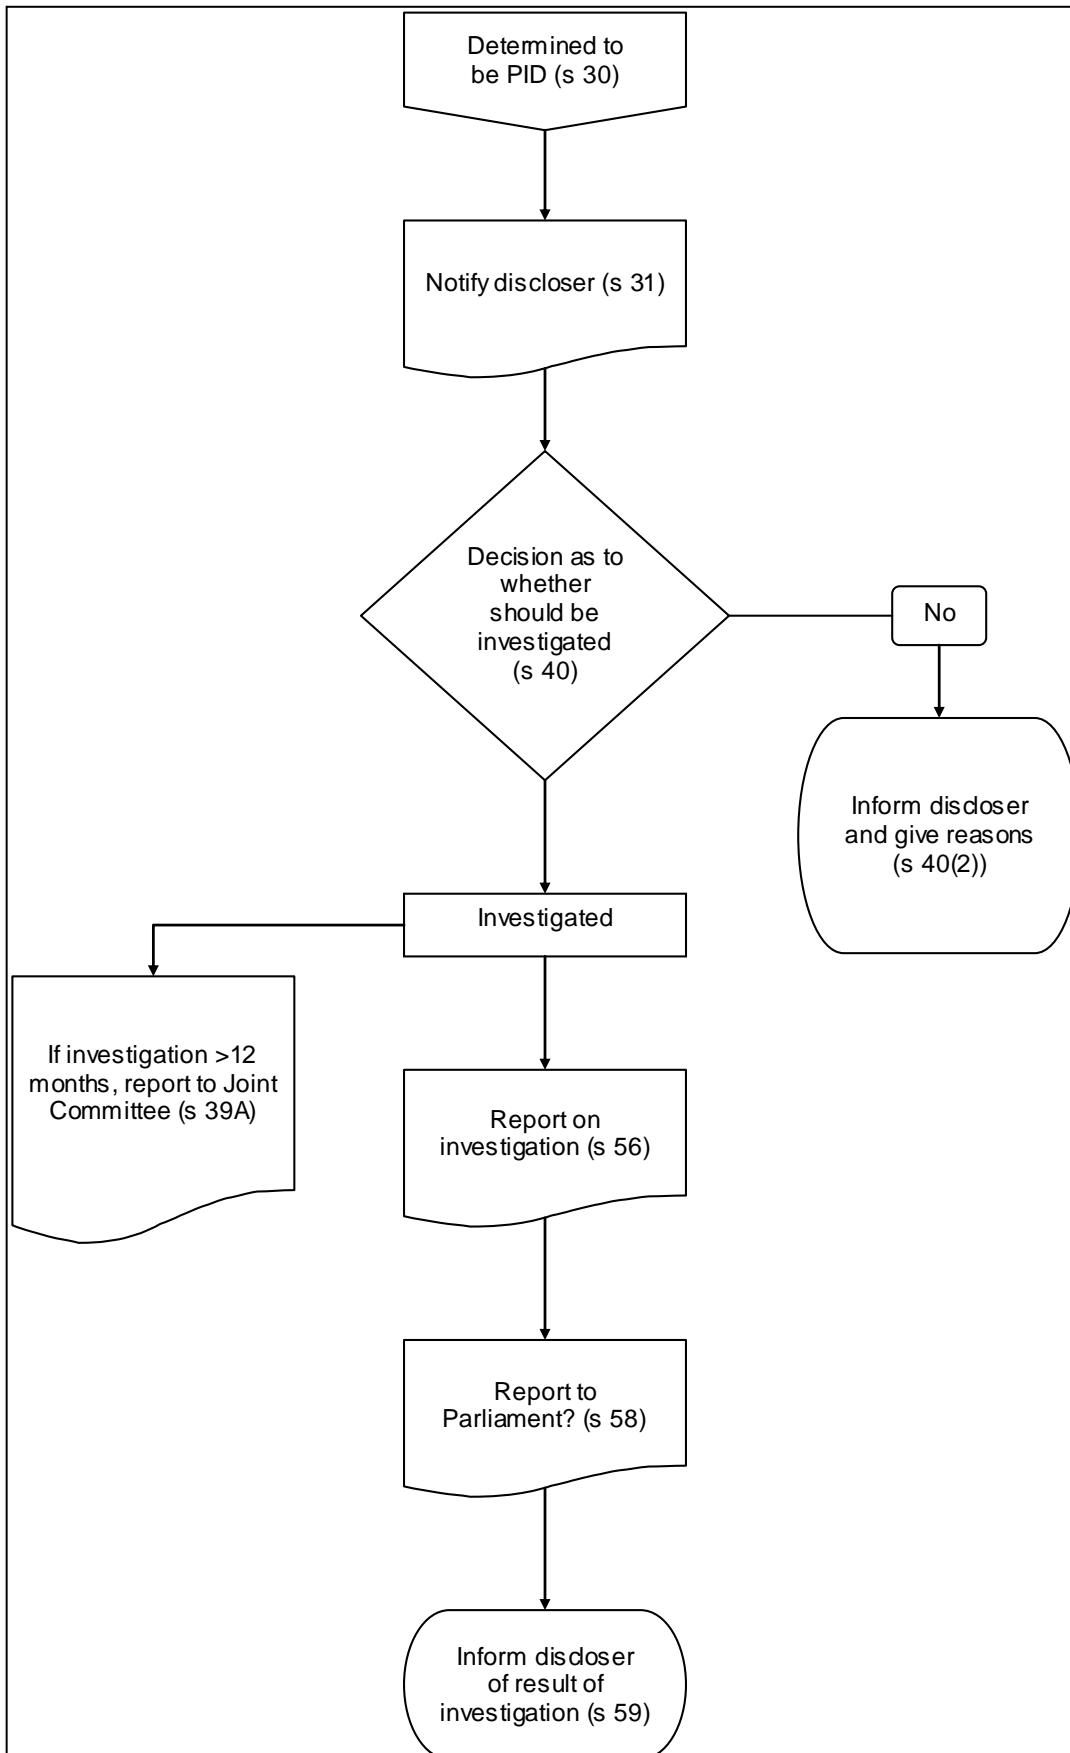 Determined to
be PID (s 30)
Notify discloser (s 31)
Decision as to
whether
should be
investigated
(s 40)
No
Inform discloser
and give reasons
(s 40(2))
Investigated
If investigation >12
months, report to Joint
Committee (s 39A)
Report on
investigation (s 56)
Report to
Parliament? (s 58)
Inform discloser
of result of
investigation (s 59)